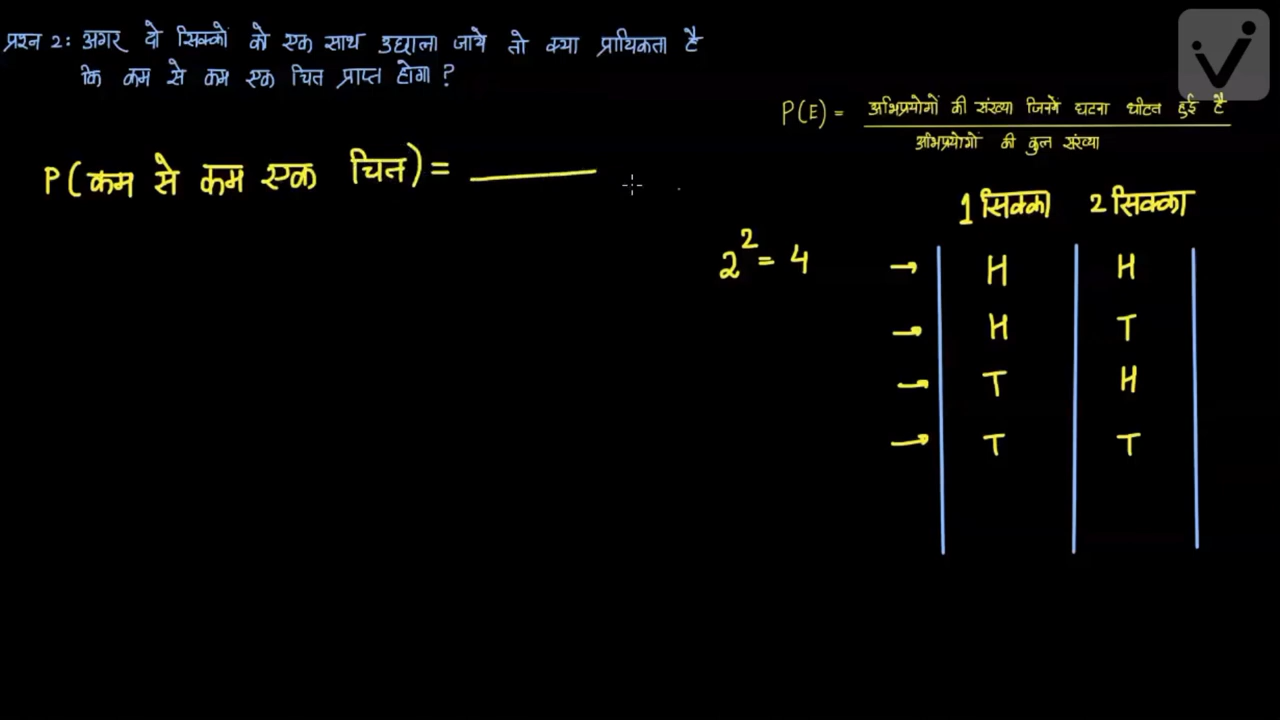 प्रश्न 2: अगर दो सिक्कों को एक साथ उछाला जाये तो क्या प्रायिकता है
कि कम से कम एक चित प्राप्त होगा ?
P(E) = अभिप्रयोगों की संख्या जिनमे घटना घटित हुई है
अभिप्रयोगों की कुल संख्या
P(कम से कम एक चित) =
1 सिक्का 2 सिक्का
2² = 4
→ H H
→ H T
→ T H
→ T T